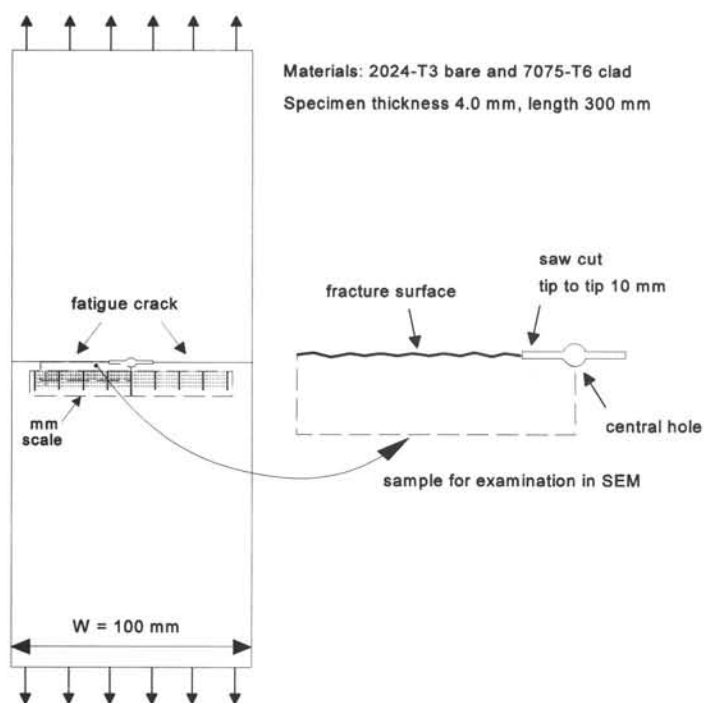 Materials: 2024-T3 bare and 7075-T6 clad
Specimen thickness 4.0 mm, length 300 mm
saw cut
tip to tip 10 mm
fatigue crack
fracture surface
mm
scale
central hole
sample for examination in SEM
W = 100 mm